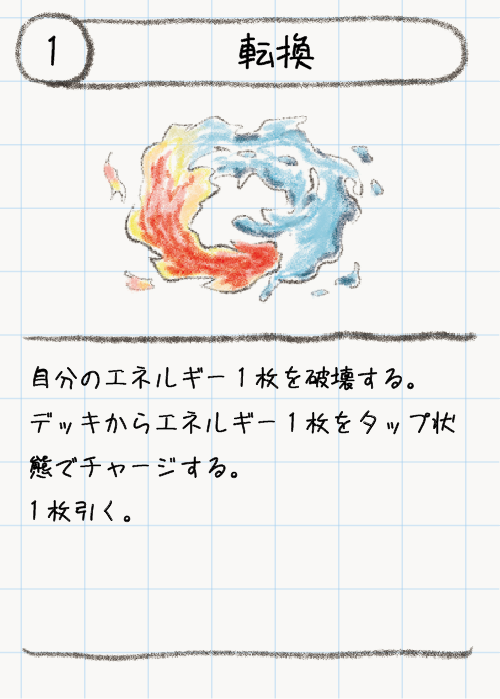 1
転換
自分のエネルギー1枚を破壊する。
デッキからエネルギー1枚をタップ状
態でチャージする。
1枚引く。